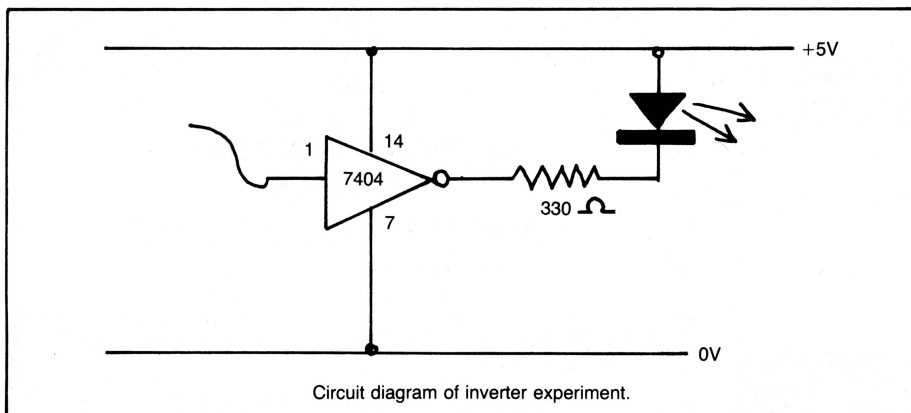 +5V
1
14
7404
7
330 Ω
0V
Circuit diagram of inverter experiment.